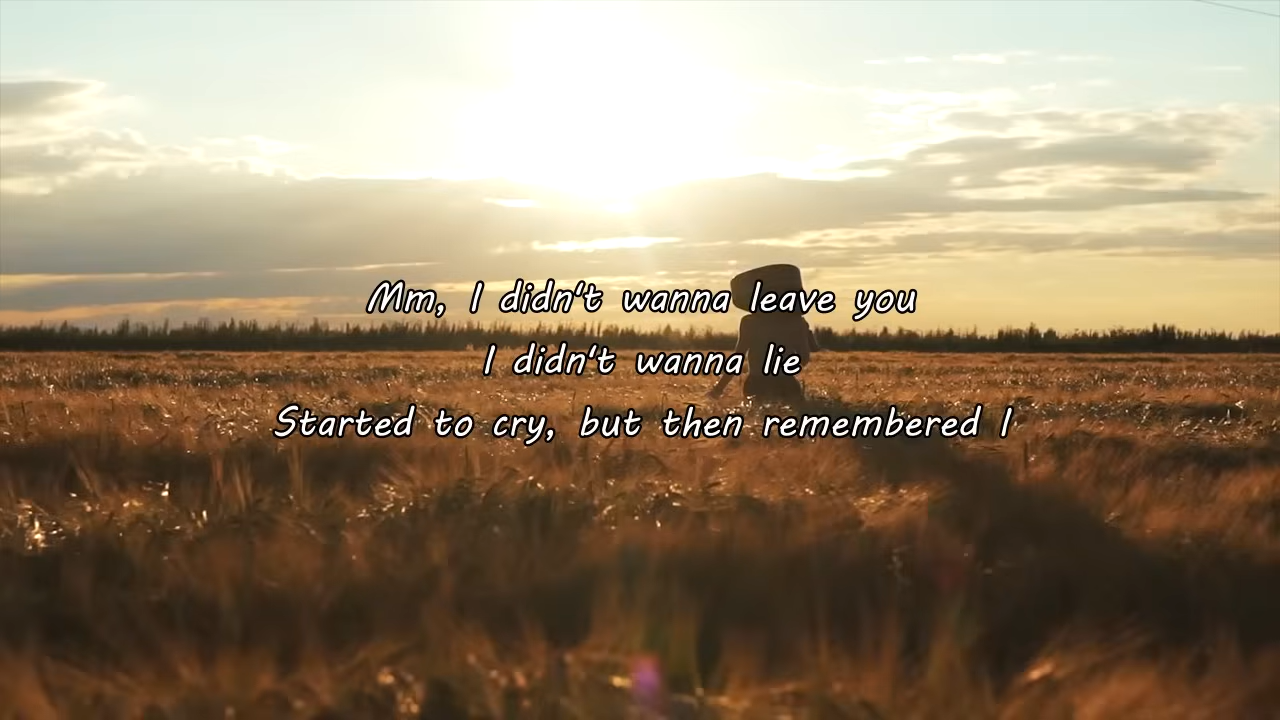 Mm, I didn't wanna leave you
I didn't wanna lie
Started to cry, but then remembered I